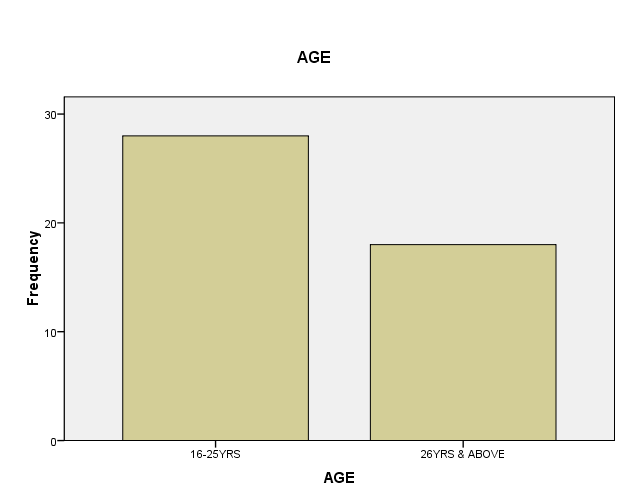 AGE
30
20
10
0
Frequency
16-25YRS
26YRS & ABOVE
AGE